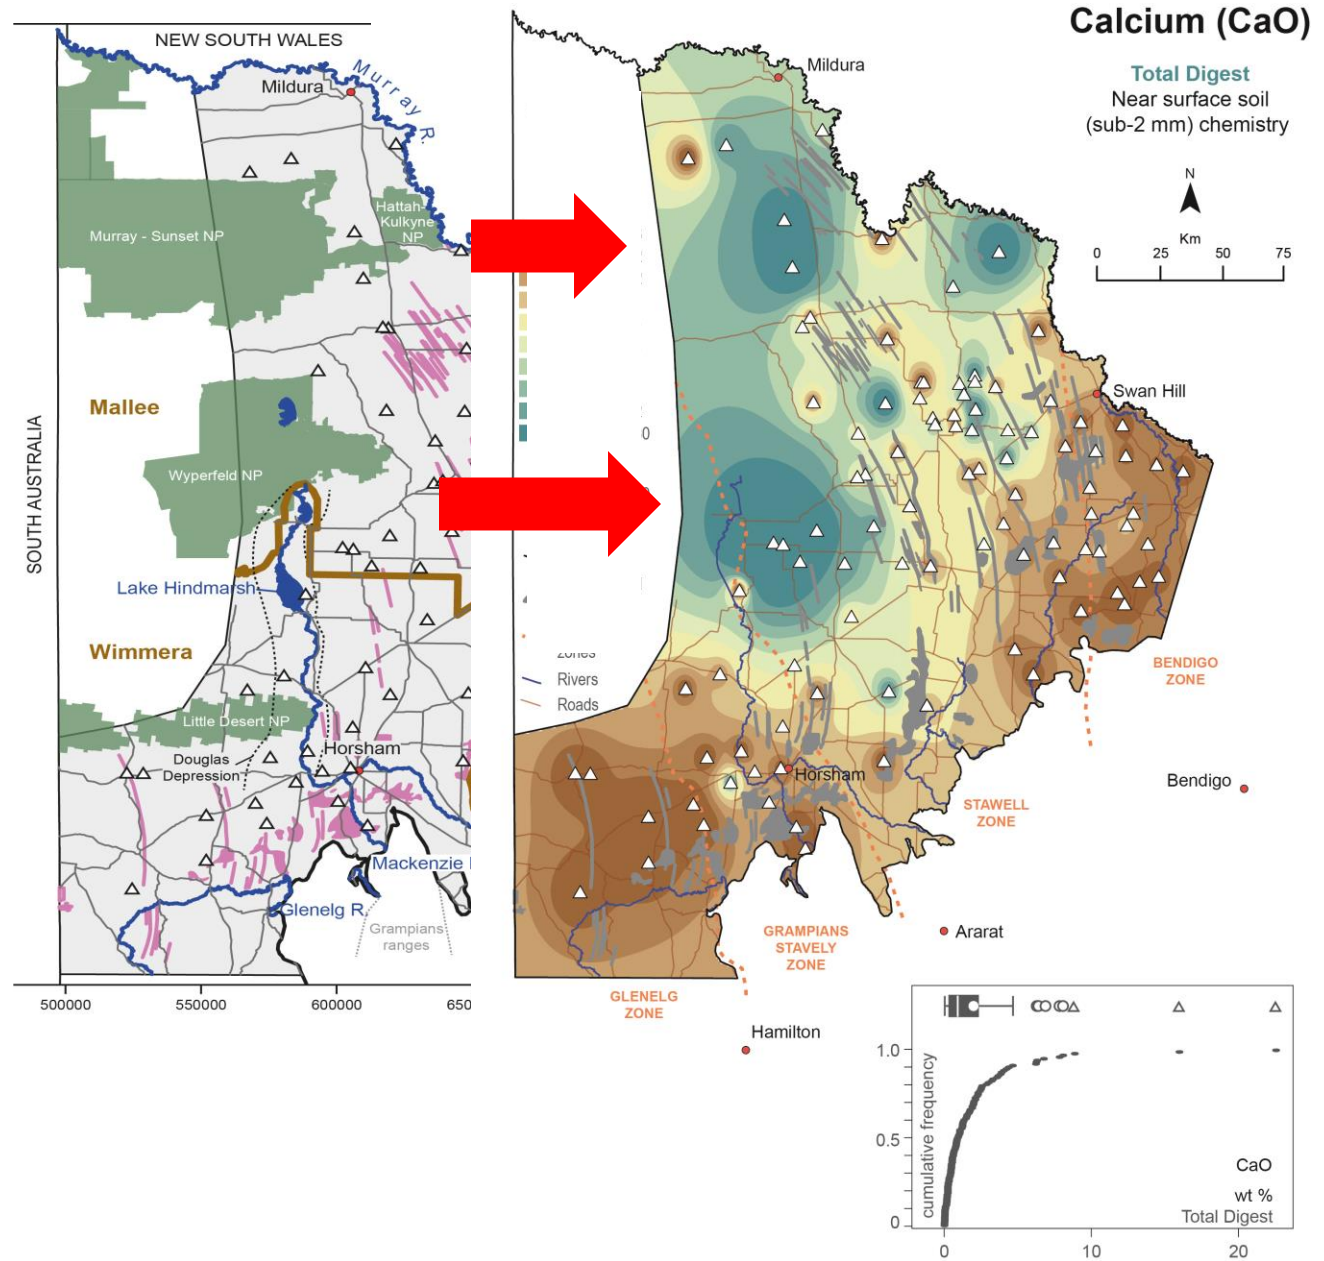 NEW SOUTH WALES
Mildura
Murray R.
Hattah-
Kulkyne
NP
Murray - Sunset NP
Mallee
Wyperfeld NP
SOUTH AUSTRALIA
Lake Hindmarsh
Wimmera
Little Desert NP
Douglas
Depression
Horsham
Mackenzie
Glenelg R.
Grampians
ranges
500000
550000
600000
650
Calcium (CaO)
Total Digest
Near surface soil
(sub-2 mm) chemistry
N
Km
0
25
50
75
Mildura
Swan Hill
0
zones
Rivers
Roads
BENDIGO
ZONE
Horsham
Bendigo
STAWELL
ZONE
GRAMPIANS
STAVELY
ZONE
Ararat
GLENELG
ZONE
Hamilton
1.0
0.5
0
cumulative frequency
CaO
wt %
Total Digest
0
10
20